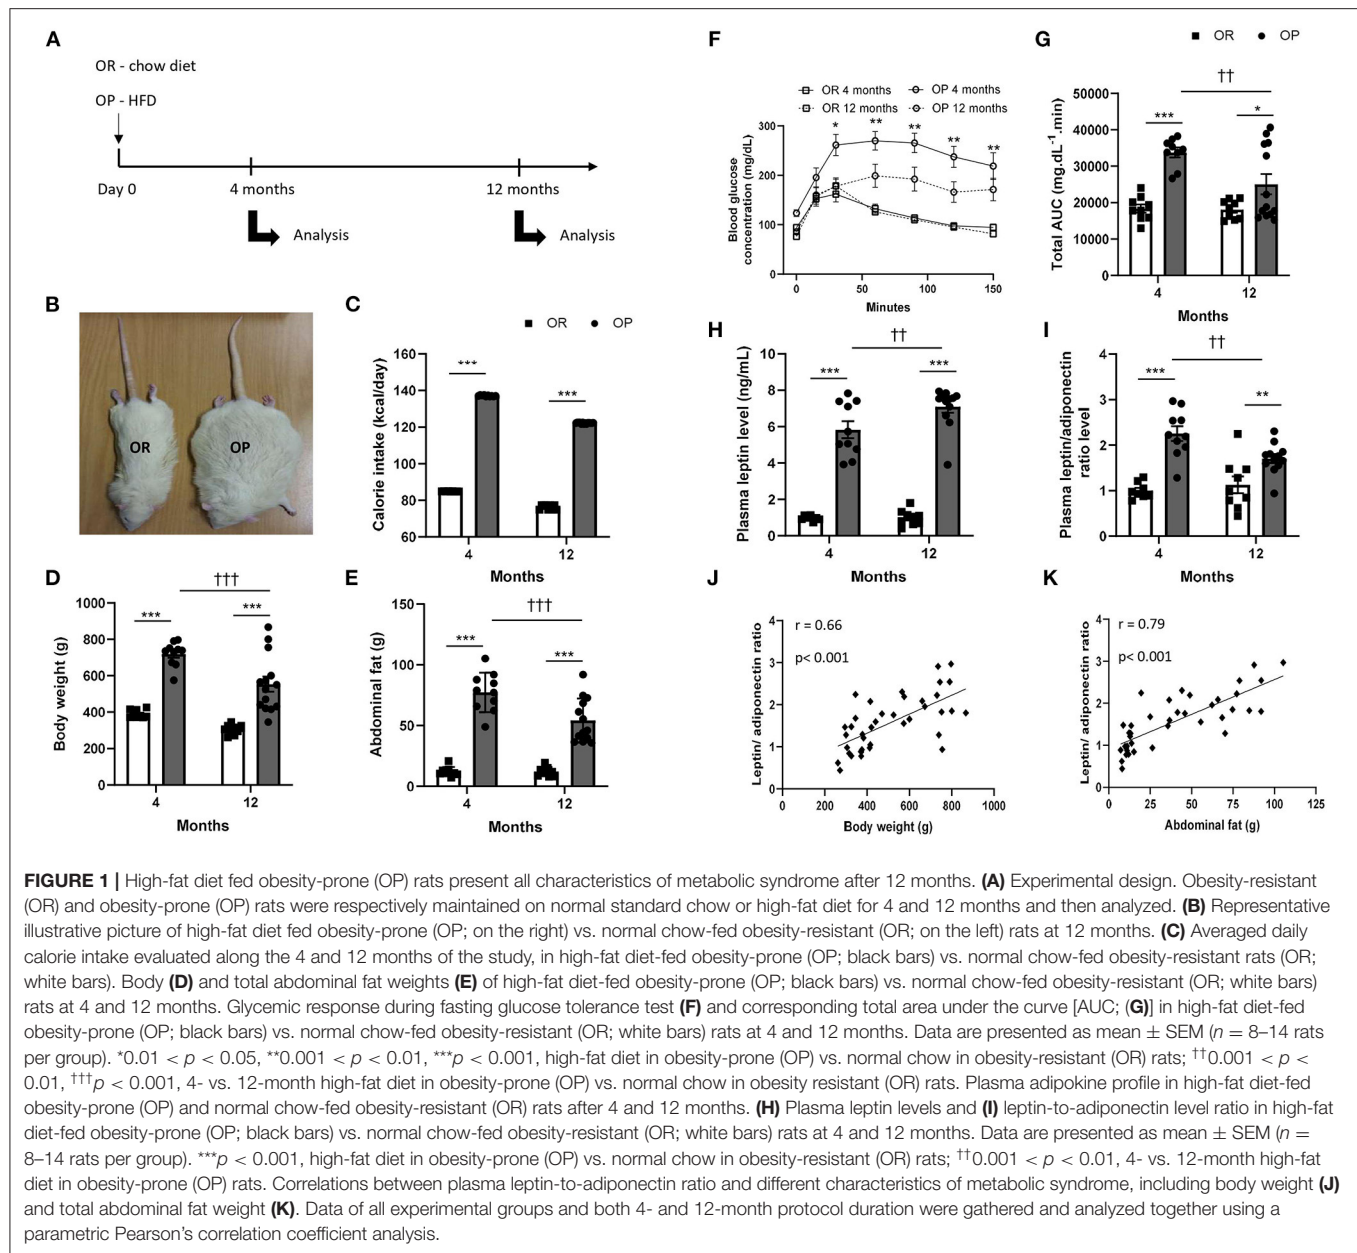 A
OR - chow diet
OP - HFD
Day 0
4 months
12 months
Analysis
Analysis
B
OR
OP
C
OR
OP
Calorie intake (kcal/day)
160
140
120
100
80
60
***
***
4
12
Months
D
Body weight (g)
1000
800
600
400
200
0
†††
***
***
4
12
Months
E
Abdominal fat (g)
150
100
50
0
†††
***
***
4
12
Months
F
OR 4 months
OP 4 months
OR 12 months
OP 12 months
Blood glucose
concentration (mg/dL)
300
200
100
0
*
**
**
**
**
0
50
100
150
Minutes
G
OR
OP
Total AUC (mg.dL⁻¹.min)
50000
40000
30000
20000
10000
0
††
***
*
4
12
Months
H
Plasma leptin level (ng/mL)
10
8
6
4
2
0
††
***
***
4
12
Months
I
Plasma leptin/adiponectin
ratio level
4
3
2
1
0
††
***
**
4
12
Months
J
Leptin/ adiponectin ratio
4
3
2
1
0
r = 0.66
p< 0.001
0
200
400
600
800
1000
Body weight (g)
K
Leptin/ adiponectin ratio
4
3
2
1
0
r = 0.79
p< 0.001
0
25
50
75
100
125
Abdominal fat (g)
FIGURE 1 | High-fat diet fed obesity-prone (OP) rats present all characteristics of metabolic syndrome after 12 months. (A) Experimental design. Obesity-resistant
(OR) and obesity-prone (OP) rats were respectively maintained on normal standard chow or high-fat diet for 4 and 12 months and then analyzed. (B) Representative
illustrative picture of high-fat diet fed obesity-prone (OP; on the right) vs. normal chow-fed obesity-resistant (OR; on the left) rats at 12 months. (C) Averaged daily
calorie intake evaluated along the 4 and 12 months of the study, in high-fat diet-fed obesity-prone (OP; black bars) vs. normal chow-fed obesity-resistant rats (OR;
white bars). Body (D) and total abdominal fat weights (E) of high-fat diet-fed obesity-prone (OP; black bars) vs. normal chow-fed obesity-resistant (OR; white bars)
rats at 4 and 12 months. Glycemic response during fasting glucose tolerance test (F) and corresponding total area under the curve [AUC; (G)] in high-fat diet-fed
obesity-prone (OP; black bars) vs. normal chow-fed obesity-resistant (OR; white bars) rats at 4 and 12 months. Data are presented as mean ± SEM (n = 8–14 rats
per group). *0.01 < p < 0.05, **0.001 < p < 0.01, ***p < 0.001, high-fat diet in obesity-prone (OP) vs. normal chow in obesity-resistant (OR) rats; ††0.001 < p <
0.01, †††p < 0.001, 4- vs. 12-month high-fat diet in obesity-prone (OP) vs. normal chow in obesity resistant (OR) rats. Plasma adipokine profile in high-fat diet-fed
obesity-prone (OP) and normal chow-fed obesity-resistant (OR) rats after 4 and 12 months. (H) Plasma leptin levels and (I) leptin-to-adiponectin level ratio in high-fat
diet-fed obesity-prone (OP; black bars) vs. normal chow-fed obesity-resistant (OR; white bars) rats at 4 and 12 months. Data are presented as mean ± SEM (n =
8–14 rats per group). ***p < 0.001, high-fat diet in obesity-prone (OP) vs. normal chow in obesity-resistant (OR) rats; ††0.001 < p < 0.01, 4- vs. 12-month high-fat
diet in obesity-prone (OP) rats. Correlations between plasma leptin-to-adiponectin ratio and different characteristics of metabolic syndrome, including body weight (J)
and total abdominal fat weight (K). Data of all experimental groups and both 4- and 12-month protocol duration were gathered and analyzed together using a
parametric Pearson's correlation coefficient analysis.